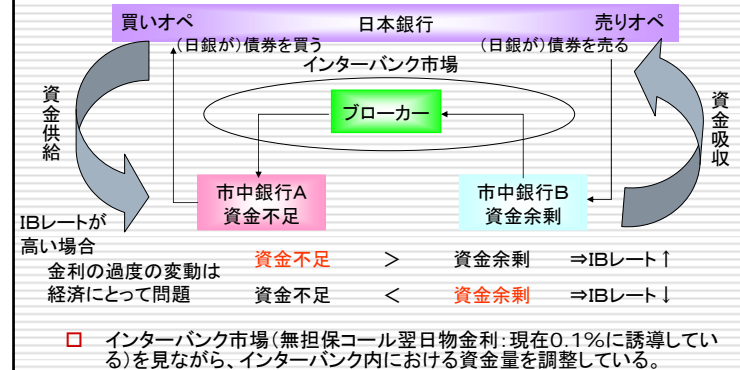 買いオペ 日本銀行 売りオペ
(日銀が)債券を買う (日銀が)債券を売る
インターバンク市場
ブローカー
資金供給
資金吸収
市中銀行A
資金不足
市中銀行B
資金余剰
IBレートが
高い場合
金利の過度の変動は
経済にとって問題
資金不足 > 資金余剰 ⇒IBレート↑
資金不足 < 資金余剰 ⇒IBレート↓
インターバンク市場(無担保コール翌日物金利:現在0.1%に誘導してい
る)を見ながら、インターバンク内における資金量を調整している。